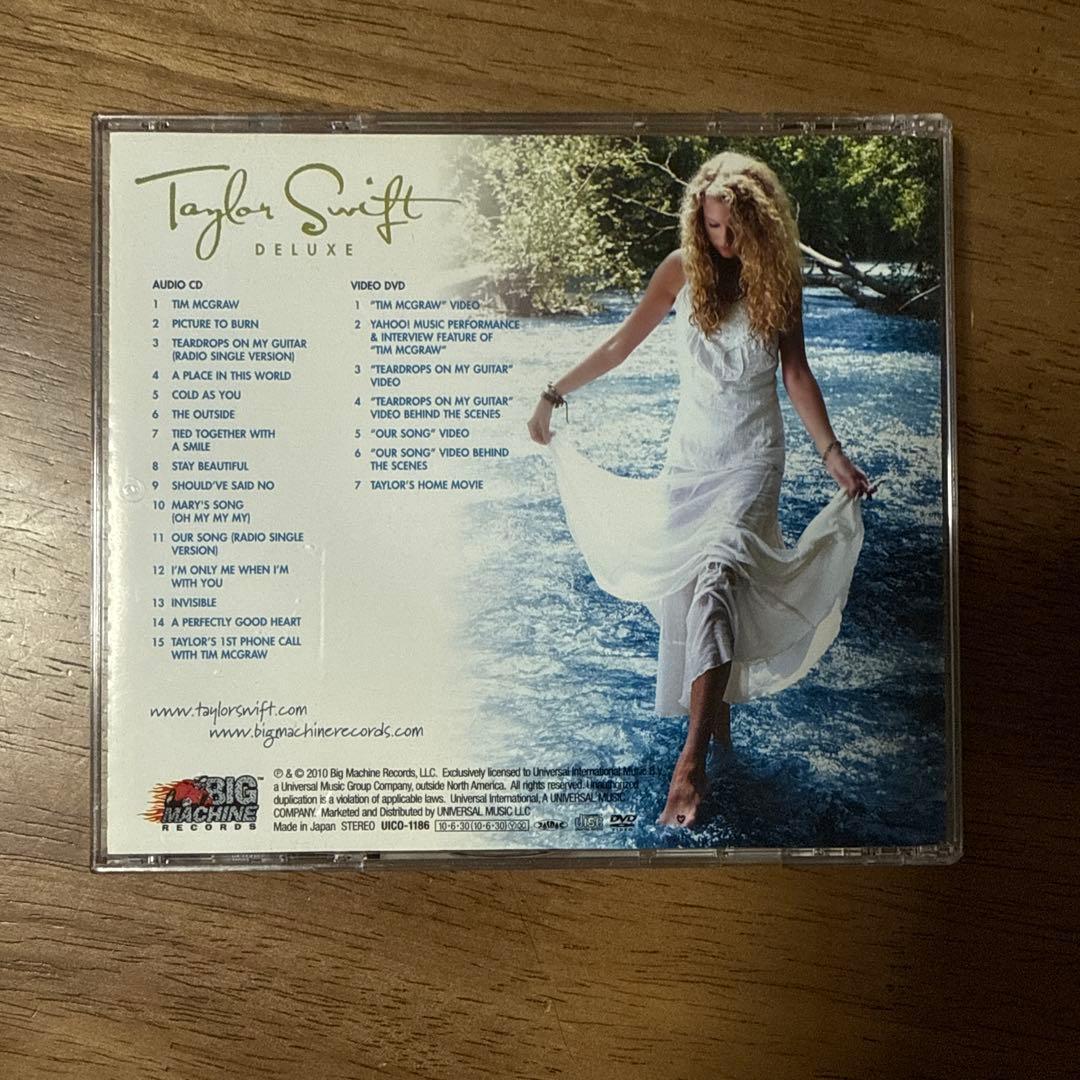 Taylor Swift
DELUXE
AUDIO CD
1 TIM MCGRAW
2 PICTURE TO BURN
3 TEARDROPS ON MY GUITAR
(RADIO SINGLE VERSION)
4 A PLACE IN THIS WORLD
5 COLD AS YOU
6 THE OUTSIDE
7 TIED TOGETHER WITH
A SMILE
8 STAY BEAUTIFUL
9 SHOULD'VE SAID NO
10 MARY'S SONG
(OH MY MY MY)
11 OUR SONG (RADIO SINGLE
VERSION)
12 I'M ONLY ME WHEN I'M
WITH YOU
13 INVISIBLE
14 A PERFECTLY GOOD HEART
15 TAYLOR'S 1ST PHONE CALL
WITH TIM MCGRAW
VIDEO DVD
1 "TIM MCGRAW" VIDEO
2 YAHOO! MUSIC PERFORMANCE
& INTERVIEW FEATURE OF
"TIM MCGRAW"
3 "TEARDROPS ON MY GUITAR"
VIDEO
4 "TEARDROPS ON MY GUITAR"
VIDEO BEHIND THE SCENES
5 "OUR SONG" VIDEO
6 "OUR SONG" VIDEO BEHIND
THE SCENES
7 TAYLOR'S HOME MOVIE
www.taylorswift.com
www.bigmachinerecords.com
BIG
MACHINE
RECORDS
℗ & © 2010 Big Machine Records, LLC. Exclusively licensed to Universal International Music B.V.,
a Universal Music Group Company, outside North America. All rights reserved. Unauthorized
duplication is a violation of applicable laws. Universal International, A UNIVERSAL MUSIC
COMPANY. Marketed and Distributed by UNIVERSAL MUSIC LLC
Made in Japan STEREO UICO-1186 10·6·30 (10·6·30) disc DVD VIDEO